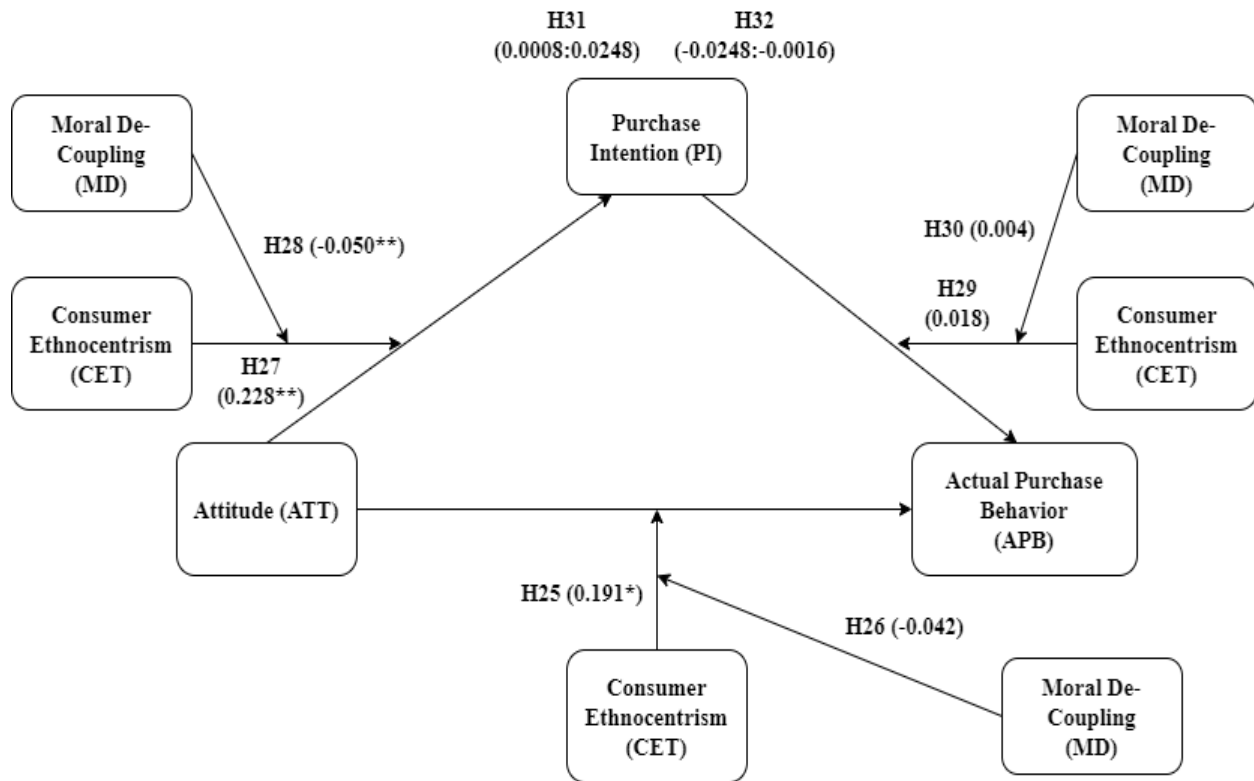 H31
(0.0008:0.0248)
H32
(-0.0248:-0.0016)
Moral De-
Coupling
(MD)
Purchase
Intention (PI)
Moral De-
Coupling
(MD)
H28 (-0.050**)
H30 (0.004)
Consumer
Ethnocentrism
(CET)
H27
(0.228**)
H29
(0.018)
Consumer
Ethnocentrism
(CET)
Attitude (ATT)
Actual Purchase
Behavior
(APB)
H25 (0.191*)
H26 (-0.042)
Consumer
Ethnocentrism
(CET)
Moral De-
Coupling
(MD)